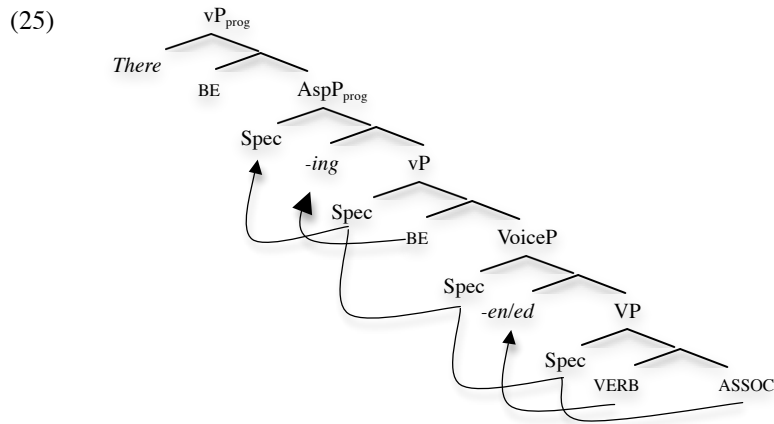 (25)
vPprog
There
BE AspPprog
Spec
-ing vP
Spec
BE VoiceP
Spec
-en/ed VP
Spec
VERB ASSOC